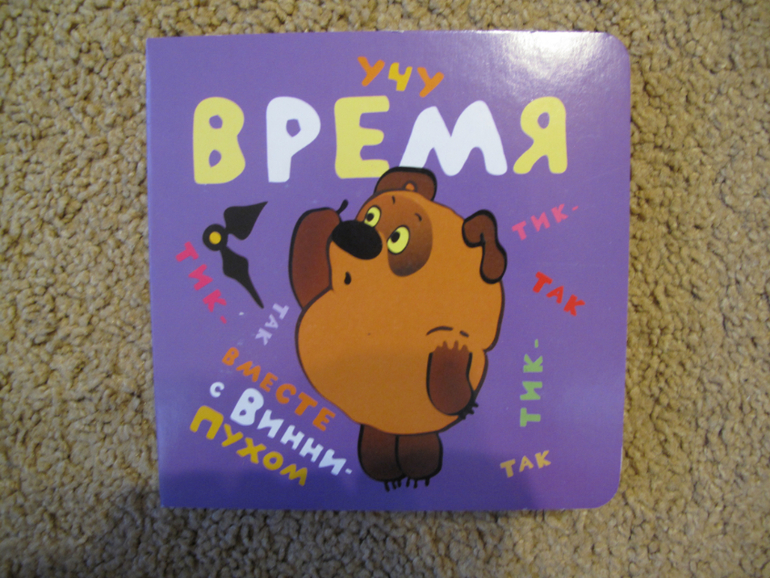 УЧУ
ВРЕМЯ
ТИК-
ТАК
ТИК-
ТАК
ВМЕСТЕ
С ВИННИ-
ПУХОМ
ТИК-
ТАК